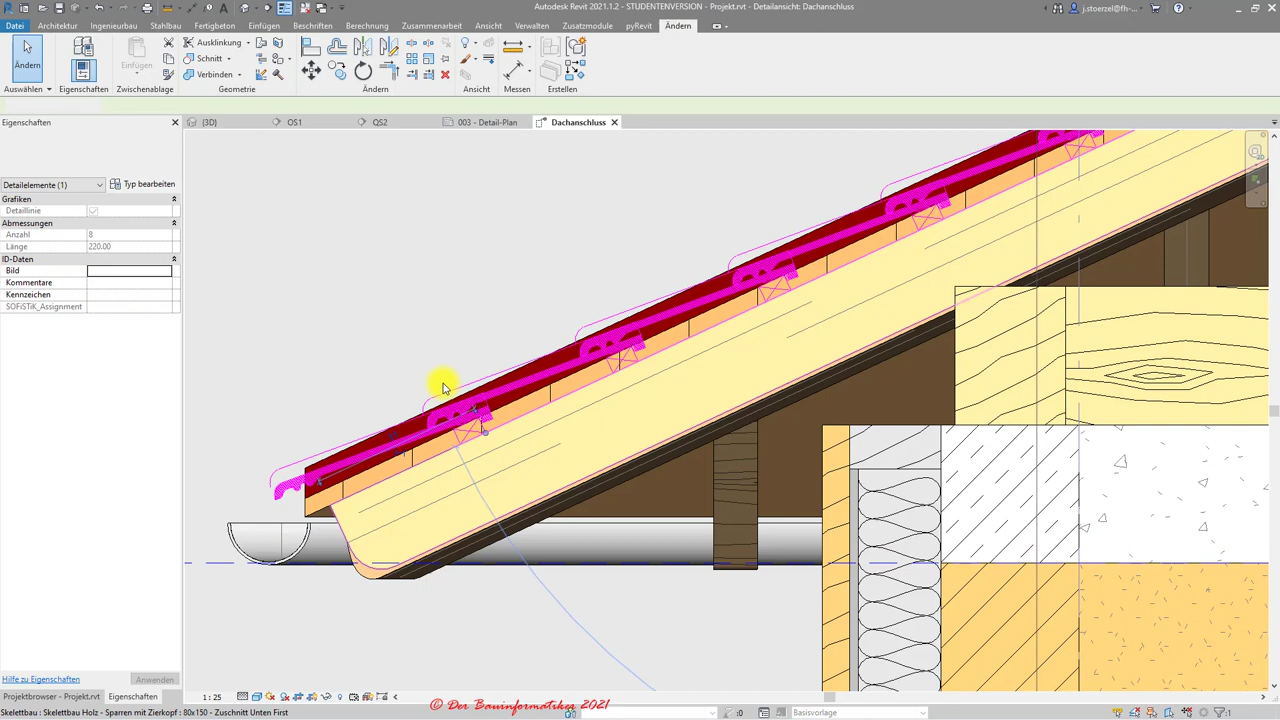 Autodesk Revit 2021.1.2 - STUDENTENVERSION - Projekt.rvt - Detailansicht: Dachanschluss
j.stoerzel@fh-...
Datei Architektur Ingenieurbau Stahlbau Fertigbeton Einfügen Beschriften Berechnung Zusammenarbeit Ansicht Verwalten Zusatzmodule pyRevit Ändern
Ausklinkung
Schnitt
Verbinden
Ändern Einfügen
Auswählen Eigenschaften Zwischenablage Geometrie Ändern Ansicht Messen Erstellen
Eigenschaften
{3D} OS1 QS2 003 - Detail-Plan Dachanschluss
Detailelemente (1) Typ bearbeiten
Grafiken
Detaillinie
Abmessungen
Anzahl 8
Länge 220.00
ID-Daten
Bild
Kommentare
Kennzeichen
SOFiSTiK_Assignment
Hilfe zu Eigenschaften Anwenden
Projektbrowser - Projekt.rvt Eigenschaften
1 : 25
© Der Bauinformatiker 2021
Skelettbau : Skelettbau Holz - Sparren mit Zierkopf : 80x150 - Zuschnitt Unten First
:0 Basisvorlage :1